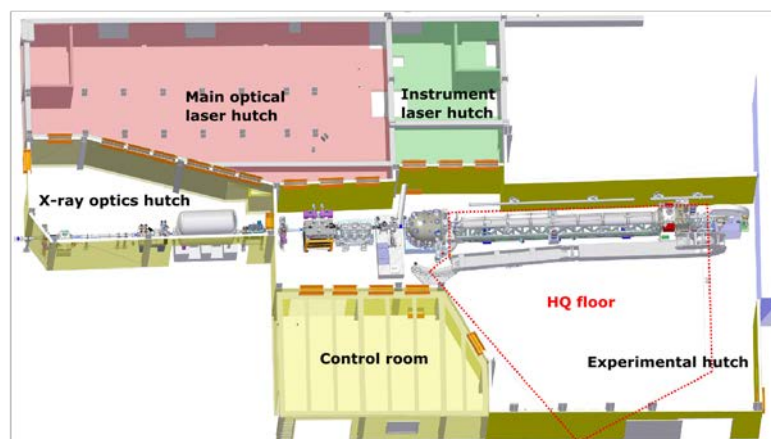 Main optical
laser hutch
Instrument
laser hutch
X-ray optics hutch
HQ floor
Control room
Experimental hutch